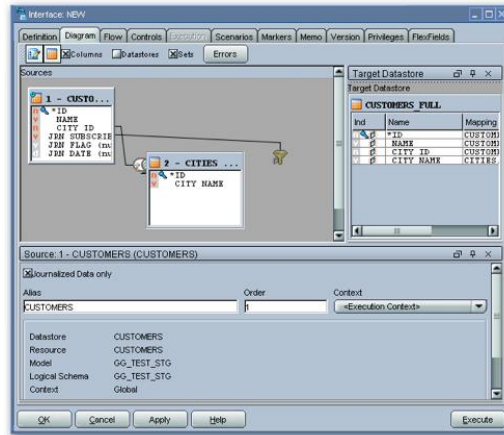 Interface: NEW
Definition Diagram Flow Controls Execution Scenarios Markers Memo Version Privileges FlexFields
Columns Datastores Sets Errors
Sources
1 - CUSTO...
*ID
NAME
CITY ID
JRN SUBSCRIBE
JRN FLAG (nu
JRN DATE (nu
2 - CITIES ...
*ID
CITY NAME
Target Datastore
Target Datastore
CUSTOMERS_FULL
Ind Name Mapping
*ID CUSTOM
NAME CUSTOM
CITY ID CUSTOM
CITY NAME CITIES
Source: 1 - CUSTOMERS (CUSTOMERS)
Journalized Data only
Alias Order Context
CUSTOMERS 1 <Execution Context>
Datastore CUSTOMERS
Resource CUSTOMERS
Model GG_TEST_STG
Logical Schema GG_TEST_STG
Context Global
OK Cancel Apply Help Execute